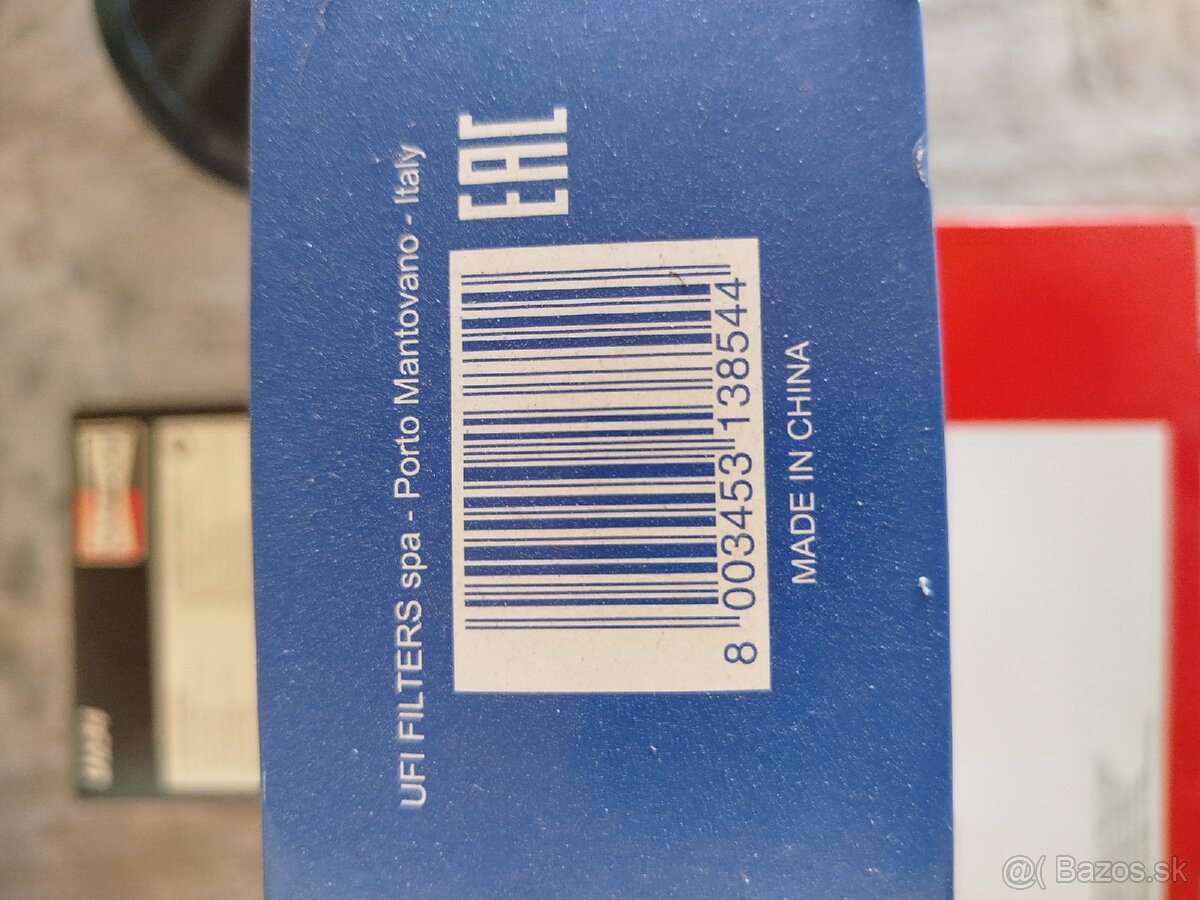 UFI FILTERS spa - Porto Mantovano - Italy
EAC
8 003453 138544
MADE IN CHINA
@( Bazos.sk